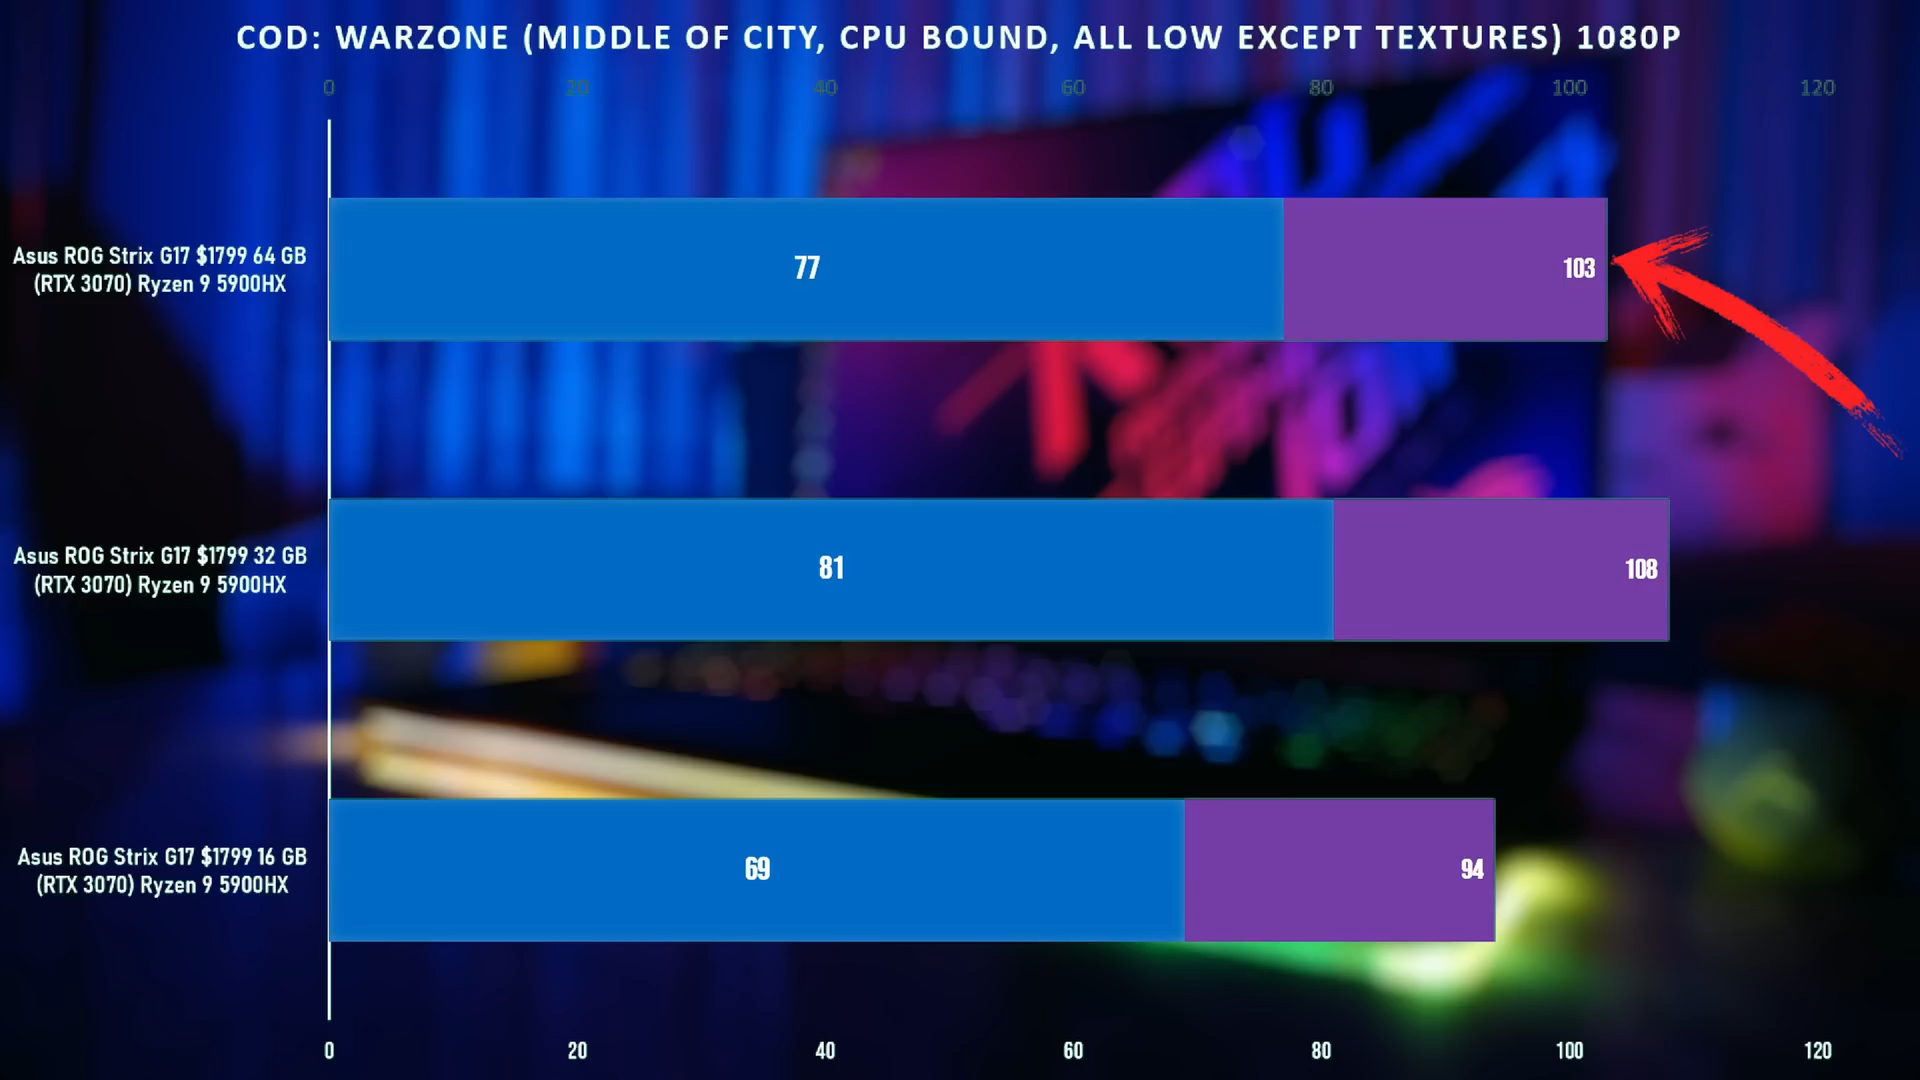 COD: WARZONE (MIDDLE OF CITY, CPU BOUND, ALL LOW EXCEPT TEXTURES) 1080P
0 20 40 60 80 100 120
Asus ROG Strix G17 $1799 64 GB
(RTX 3070) Ryzen 9 5900HX
77 103
Asus ROG Strix G17 $1799 32 GB
(RTX 3070) Ryzen 9 5900HX
81 108
Asus ROG Strix G17 $1799 16 GB
(RTX 3070) Ryzen 9 5900HX
69 94
0 20 40 60 80 100 120